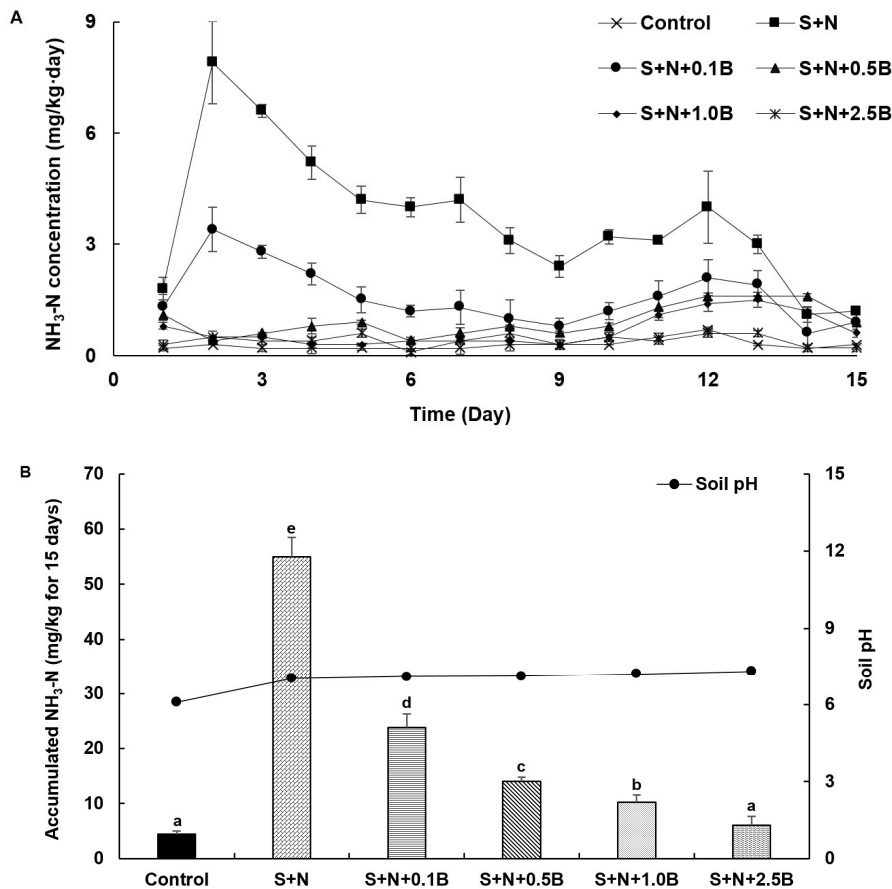 A
NH₃-N concentration (mg/kg·day)
9
6
3
0
0
3
6
9
12
15
Time (Day)
Control
S+N
S+N+0.1B
S+N+0.5B
S+N+1.0B
S+N+2.5B
B
Accumulated NH₃-N (mg/kg for 15 days)
70
60
50
40
30
20
10
0
Soil pH
a
e
d
c
b
a
Control
S+N
S+N+0.1B
S+N+0.5B
S+N+1.0B
S+N+2.5B
15
12
9
6
3
0
Soil pH